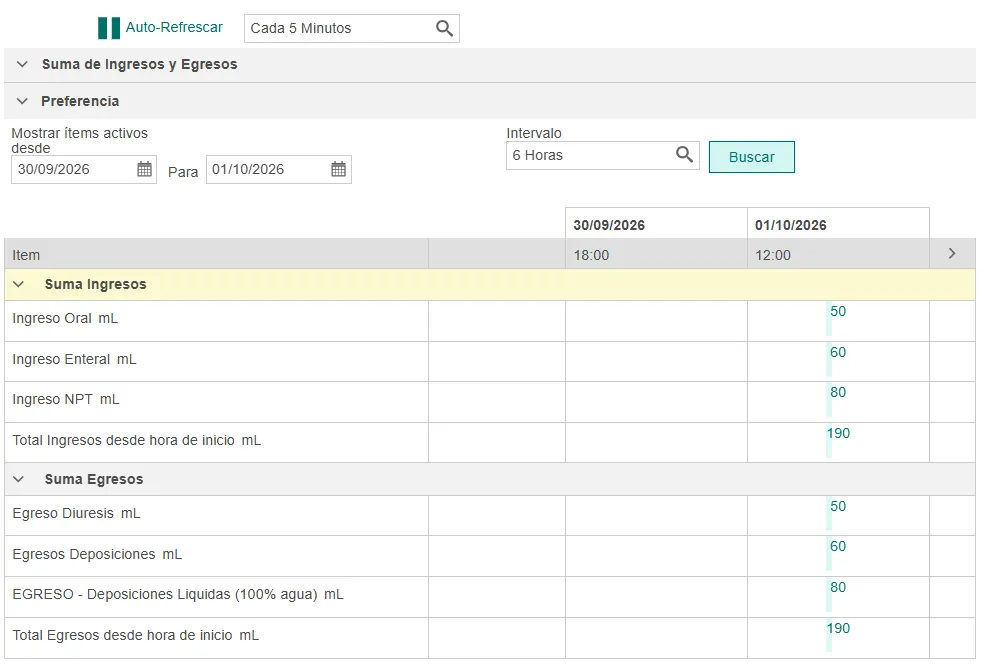 Auto-Refrescar Cada 5 Minutos
Suma de Ingresos y Egresos
Preferencia
Mostrar ítems activos
desde
30/09/2026 Para 01/10/2026
Intervalo
6 Horas Buscar
30/09/2026 01/10/2026
Item 18:00 12:00
Suma Ingresos
Ingreso Oral mL 50
Ingreso Enteral mL 60
Ingreso NPT mL 80
Total Ingresos desde hora de inicio mL 190
Suma Egresos
Egreso Diuresis mL 50
Egresos Deposiciones mL 60
EGRESO - Deposiciones Liquidas (100% agua) mL 80
Total Egresos desde hora de inicio mL 190